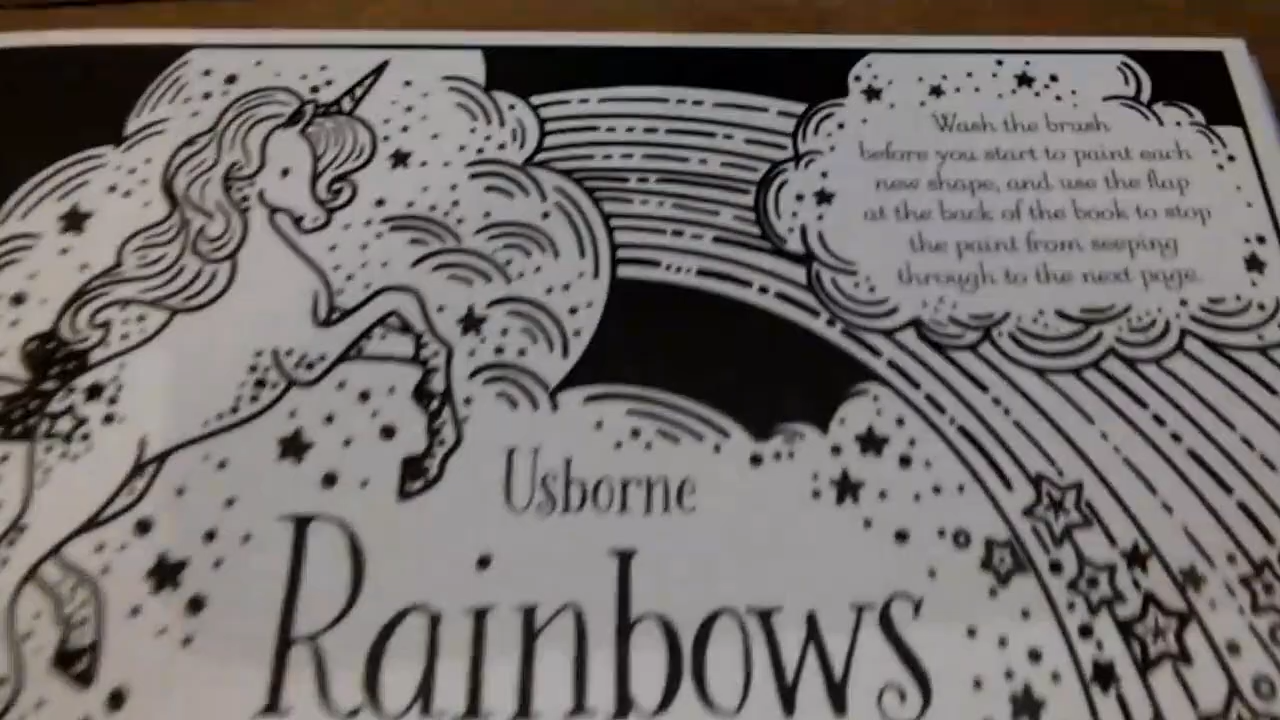 Wash the brush
before you start to paint each
new shape, and use the flap
at the back of the book to stop
the paint from seeping
through to the next page.
Usborne
Rainbows